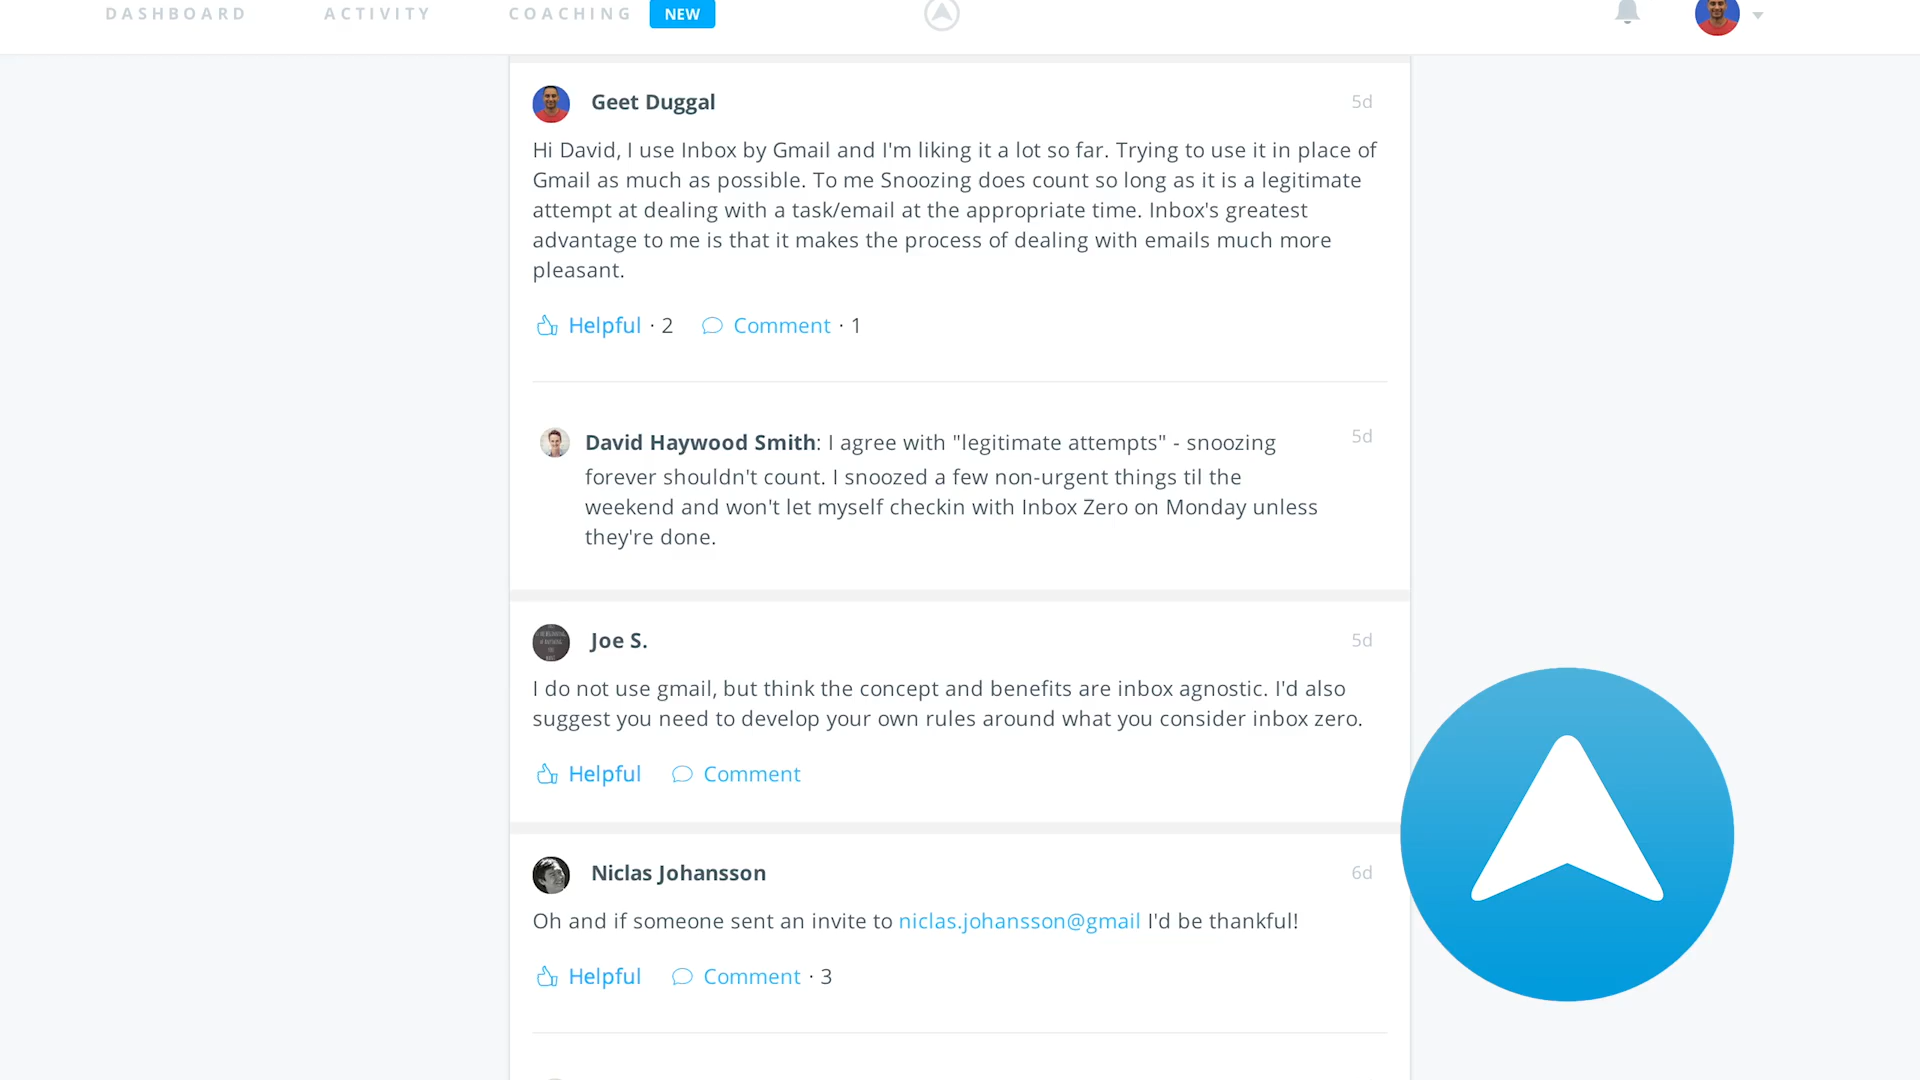 DASHBOARD
ACTIVITY
COACHING
NEW
Geet Duggal
5d
Hi David, I use Inbox by Gmail and I'm liking it a lot so far. Trying to use it in place of
Gmail as much as possible. To me Snoozing does count so long as it is a legitimate
attempt at dealing with a task/email at the appropriate time. Inbox's greatest
advantage to me is that it makes the process of dealing with emails much more
pleasant.
Helpful · 2
Comment · 1
David Haywood Smith: I agree with "legitimate attempts" - snoozing
5d
forever shouldn't count. I snoozed a few non-urgent things til the
weekend and won't let myself checkin with Inbox Zero on Monday unless
they're done.
Joe S.
5d
I do not use gmail, but think the concept and benefits are inbox agnostic. I'd also
suggest you need to develop your own rules around what you consider inbox zero.
Helpful
Comment
Niclas Johansson
6d
Oh and if someone sent an invite to niclas.johansson@gmail I'd be thankful!
Helpful
Comment · 3